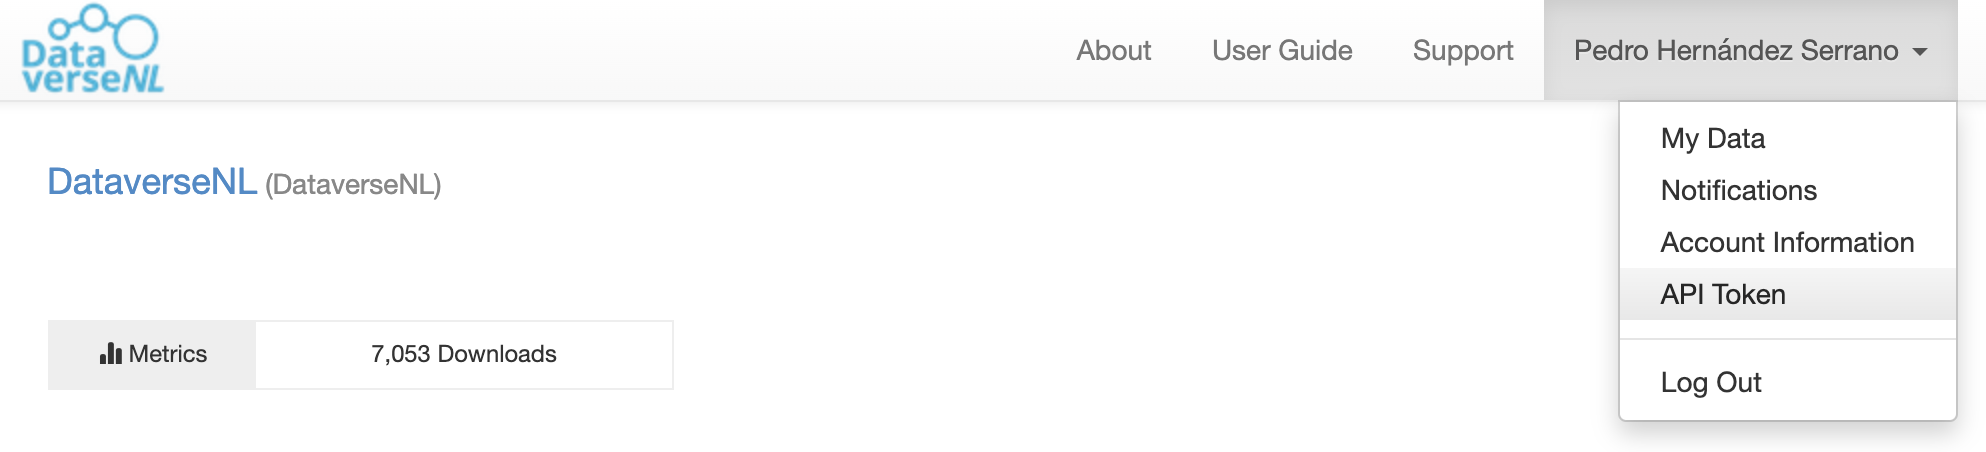 Data
verseNL
About User Guide Support Pedro Hernández Serrano
My Data
Notifications
Account Information
API Token
Log Out
DataverseNL (DataverseNL)
Metrics 7,053 Downloads